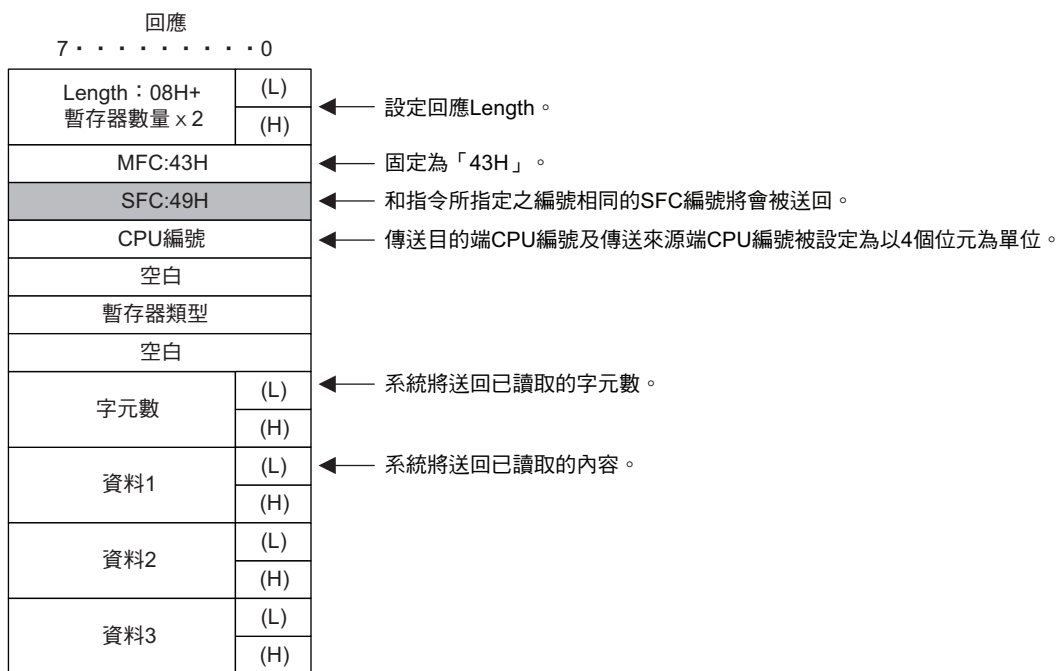 回應
7・・・・・・・・・0
Length：08H+
暫存器數量 x 2
(L)
(H)
設定回應Length。
MFC:43H
固定為「43H」。
SFC:49H
和指令所指定之編號相同的SFC編號將會被送回。
CPU編號
傳送目的端CPU編號及傳送來源端CPU編號被設定為以4個位元為單位。
空白
暫存器類型
空白
字元數
(L)
(H)
系統將送回已讀取的字元數。
資料1
(L)
(H)
系統將送回已讀取的內容。
資料2
(L)
(H)
資料3
(L)
(H)